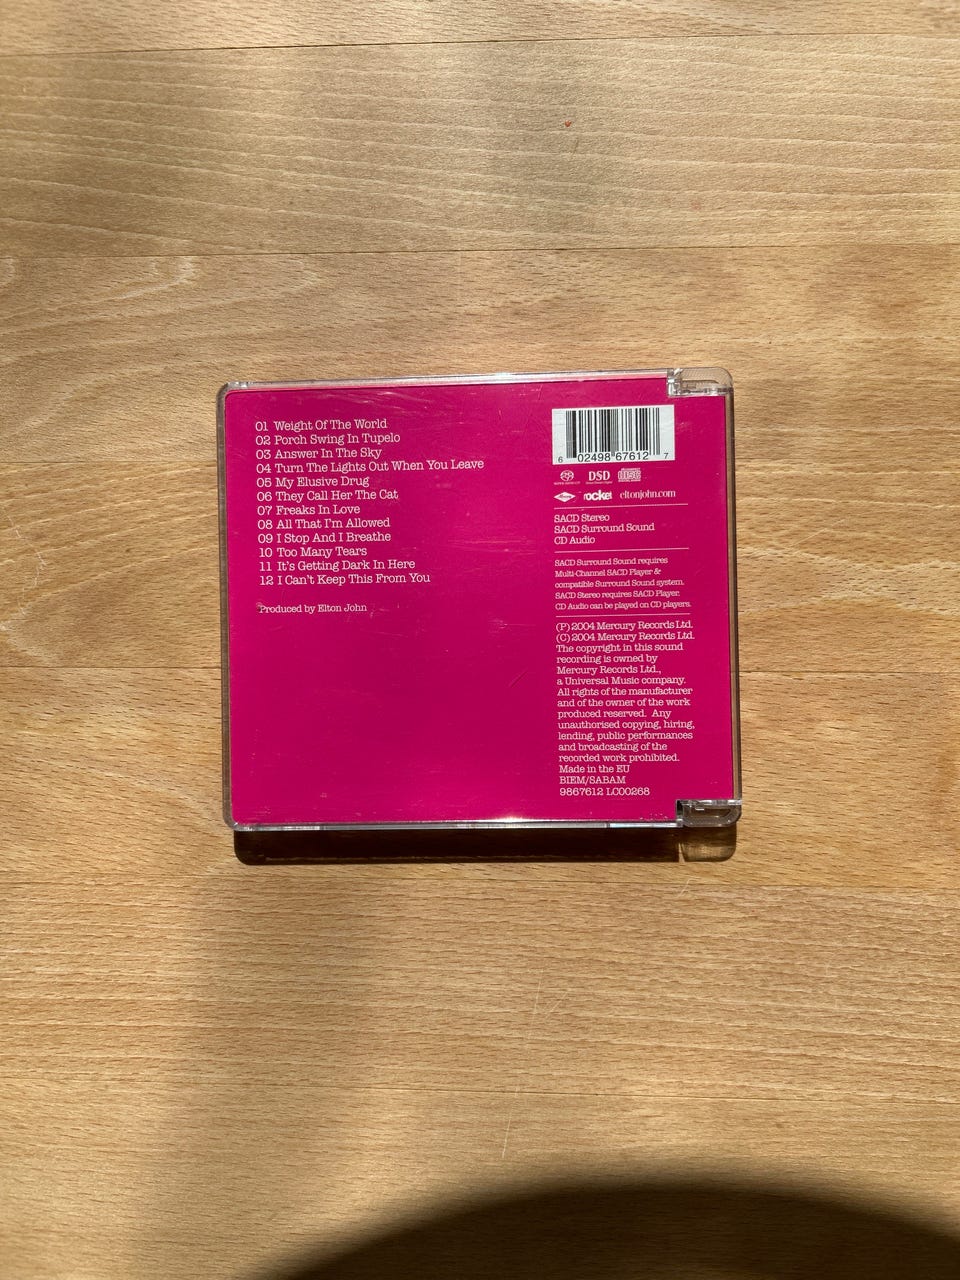 01 Weight Of The World
02 Porch Swing In Tupelo
03 Answer In The Sky
04 Turn The Lights Out When You Leave
05 My Elusive Drug
06 They Call Her The Cat
07 Freaks In Love
08 All That I'm Allowed
09 I Stop And I Breathe
10 Too Many Tears
11 It's Getting Dark In Here
12 I Can't Keep This From You
Produced by Elton John
6 02498 67612 7
DSD
disc
rocket eltonjohn.com
SACD Stereo
SACD Surround Sound
CD Audio
SACD Surround Sound requires
Multi-Channel SACD Player &
compatible Surround Sound system.
SACD Stereo requires SACD Player.
CD Audio can be played on CD players.
(P) 2004 Mercury Records Ltd.
(C) 2004 Mercury Records Ltd.
The copyright in this sound
recording is owned by
Mercury Records Ltd.,
a Universal Music company.
All rights of the manufacturer
and of the owner of the work
produced reserved. Any
unauthorised copying, hiring,
lending, public performances
and broadcasting of the
recorded work prohibited.
Made in the EU
BIEM/SABAM
9867612 LC00268